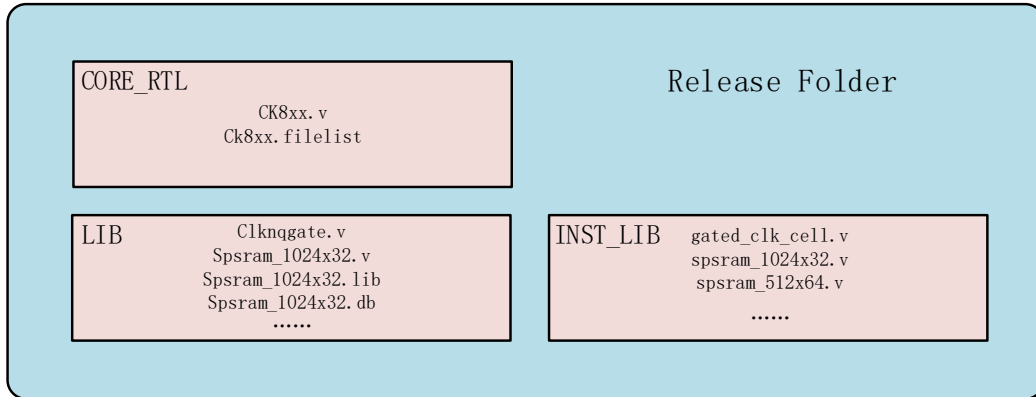 CORE_RTL
CK8xx.v
Ck8xx.filelist
Release Folder
LIB
Clknqgate.v
Spsram_1024x32.v
Spsram_1024x32.lib
Spsram_1024x32.db
......
INST_LIB
gated_clk_cell.v
spsram_1024x32.v
spsram_512x64.v
......